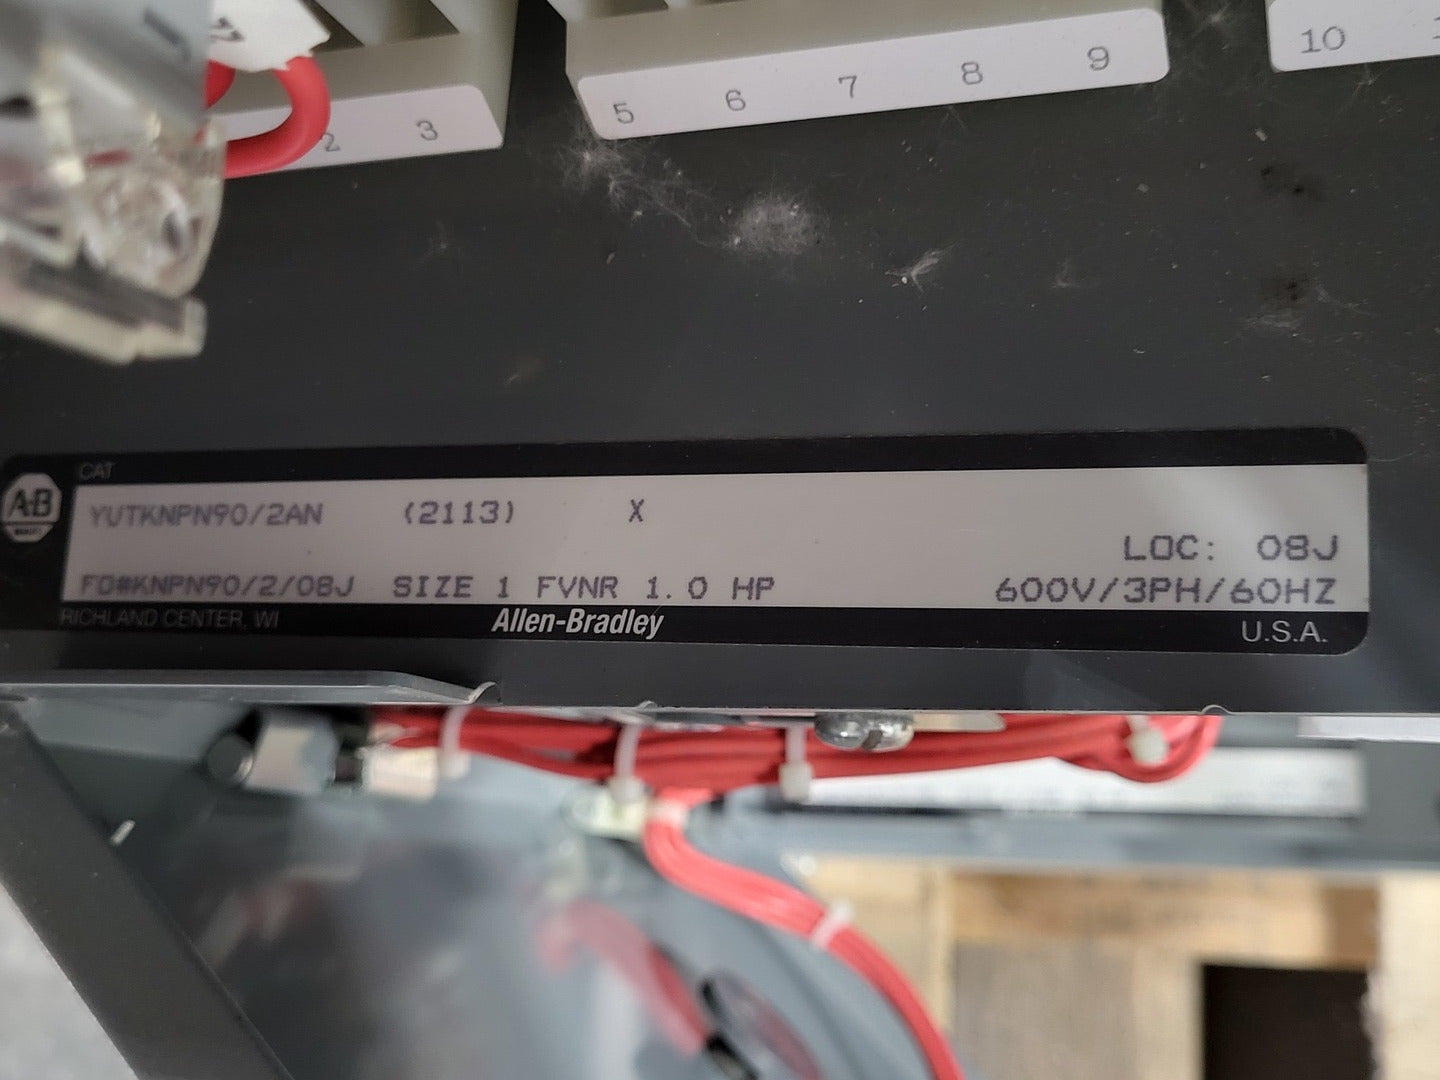 2 3
5 6 7 8 9
10
CAT
A-B
YUTKNPN90/2AN (2113) X
LOC: 08J
FO#KNPN90/2/08J SIZE 1 FVNR 1.0 HP 600V/3PH/60HZ
RICHLAND CENTER, WI Allen-Bradley U.S.A.